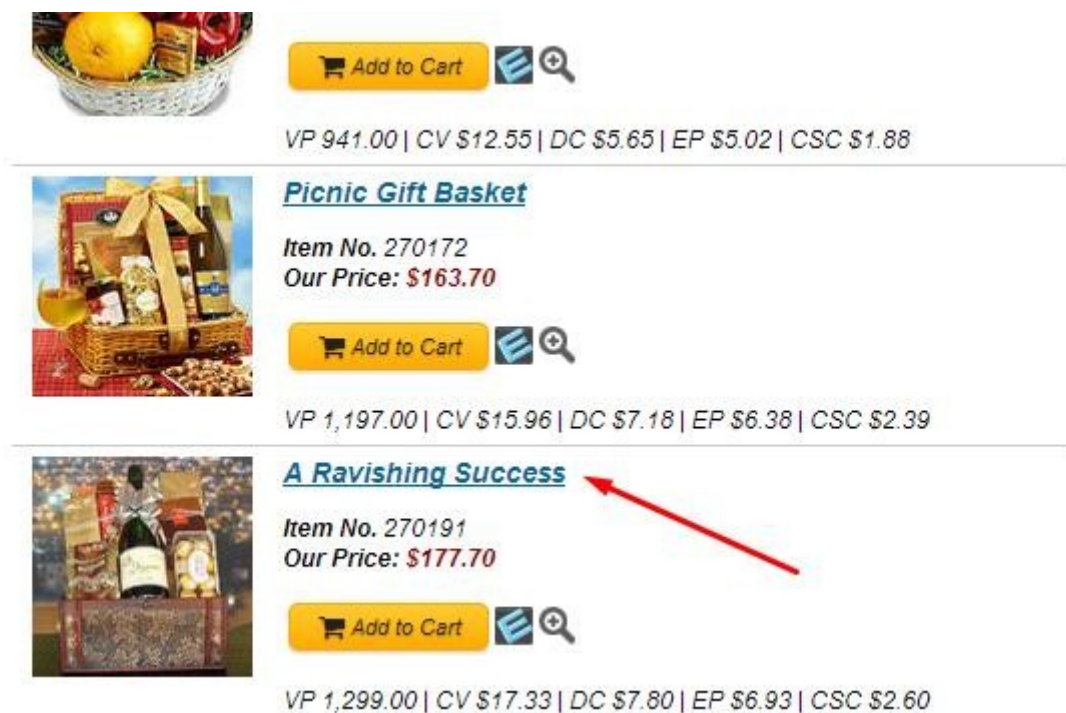 Add to Cart
VP 941.00 | CV $12.55 | DC $5.65 | EP $5.02 | CSC $1.88
Picnic Gift Basket
Item No. 270172
Our Price: $163.70
Add to Cart
VP 1,197.00 | CV $15.96 | DC $7.18 | EP $6.38 | CSC $2.39
A Ravishing Success
Item No. 270191
Our Price: $177.70
Add to Cart
VP 1,299.00 | CV $17.33 | DC $7.80 | EP $6.93 | CSC $2.60